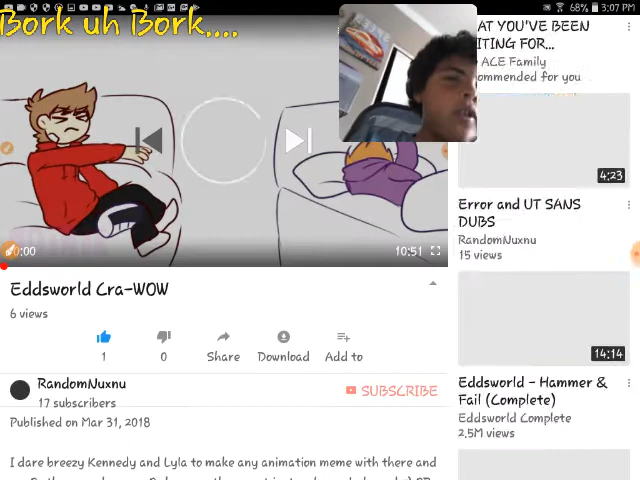 68% 3:07 PM
Bork uh Bork....
0:00
10:51
Eddsworld Cra-WOW
6 views
1
0
Share
Download
Add to
RandomNuxnu
17 subscribers
SUBSCRIBE
Published on Mar 31, 2018
I dare breezy Kennedy and Lyla to make any animation meme with there and
YOU'VE BEEN
FOR...
ACE Family
for you
4:23
Error and UT SANS
DUBS
RandomNuxnu
15 views
14:14
Eddsworld - Hammer &
Fail (Complete)
Eddsworld Complete
2.5M views